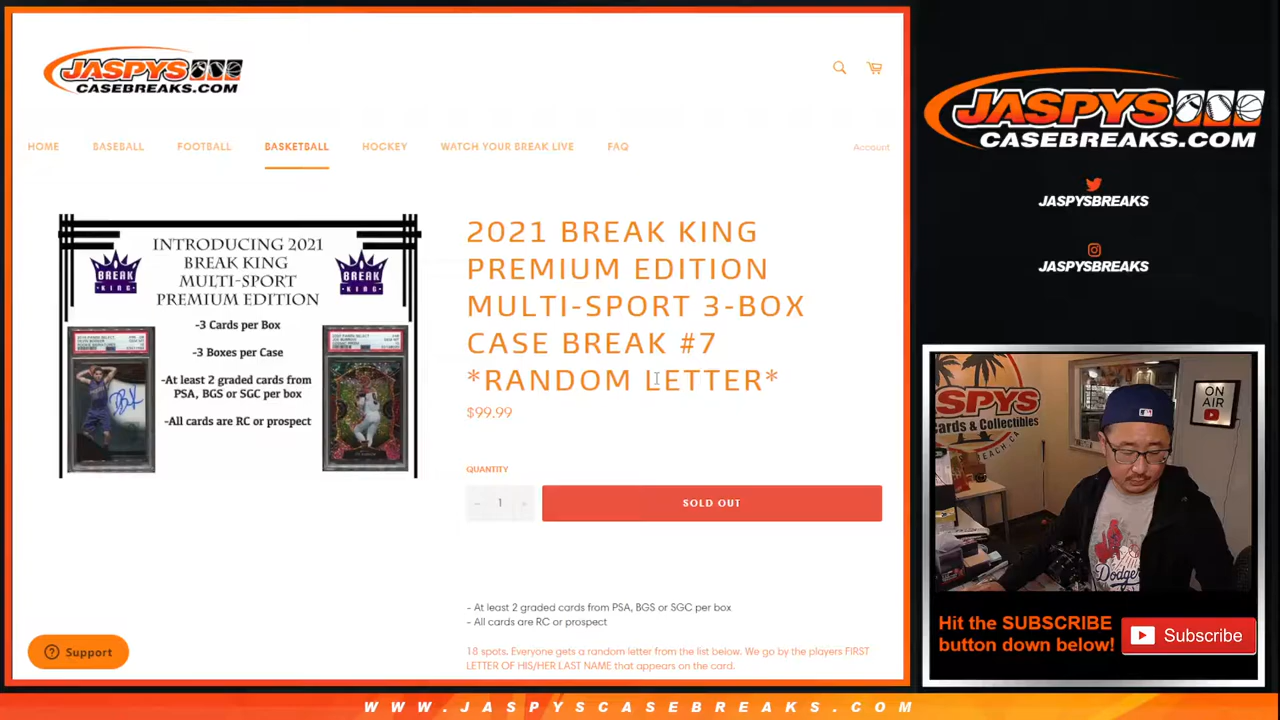 JASPYS
CASEBREAKS.COM
HOME
BASEBALL
FOOTBALL
BASKETBALL
HOCKEY
WATCH YOUR BREAK LIVE
FAQ
Account
INTRODUCING 2021
BREAK KING
MULTI-SPORT
PREMIUM EDITION
BREAK
KING
BREAK
KING
-3 Cards per Box
-3 Boxes per Case
-At least 2 graded cards from
PSA, BGS or SGC per box
-All cards are RC or prospect
2021 BREAK KING
PREMIUM EDITION
MULTI-SPORT 3-BOX
CASE BREAK #7
*RANDOM LETTER*
$99.99
QUANTITY
− 1 +
SOLD OUT
- At least 2 graded cards from PSA, BGS or SGC per box
- All cards are RC or prospect
18 spots. Everyone gets a random letter from the list below. We go by the players FIRST
LETTER OF HIS/HER LAST NAME that appears on the card.
Support
JASPYS
CASEBREAKS.COM
JASPYSBREAKS
JASPYSBREAKS
JASPYS
Cards & Collectibles
ON
AIR
Dodgers
Hit the SUBSCRIBE
button down below!
Subscribe
WWW.JASPYSCASEBREAKS.COM